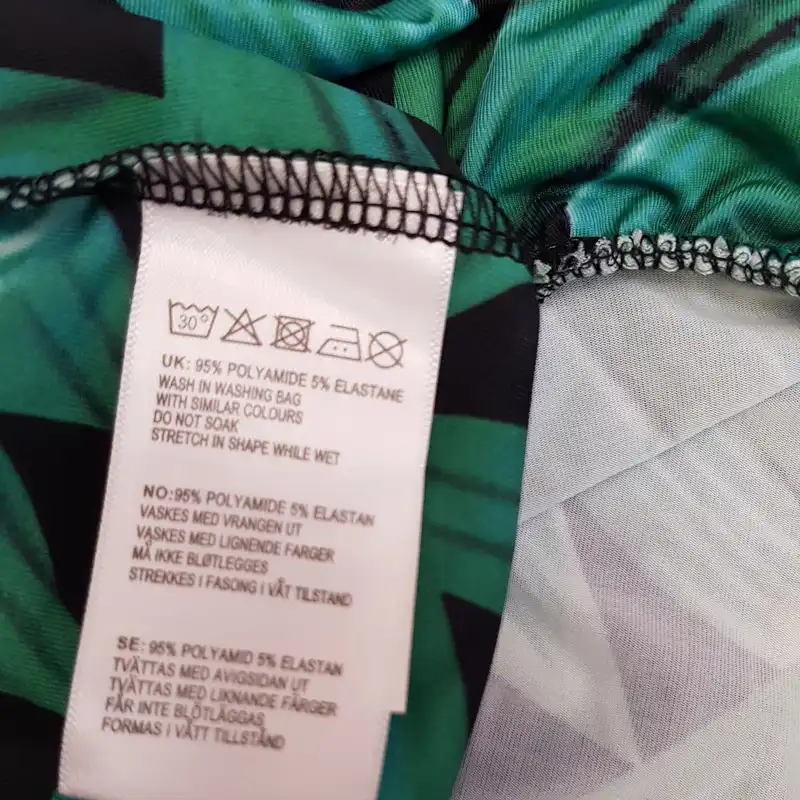 30°
UK: 95% POLYAMIDE 5% ELASTANE
WASH IN WASHING BAG
WITH SIMILAR COLOURS
DO NOT SOAK
STRETCH IN SHAPE WHILE WET
NO:95% POLYAMIDE 5% ELASTAN
VASKES MED VRANGEN UT
VASKES MED LIGNENDE FARGER
MÅ IKKE BLØTLEGGES
STREKKES I FASONG I VÅT TILSTAND
SE: 95% POLYAMID 5% ELASTAN
TVÄTTAS MED AVIGSIDAN UT
TVÄTTAS MED LIKNANDE FÄRGER
FÅR INTE BLÖTLÄGGAS
FORMAS I VÅTT TILLSTÅND